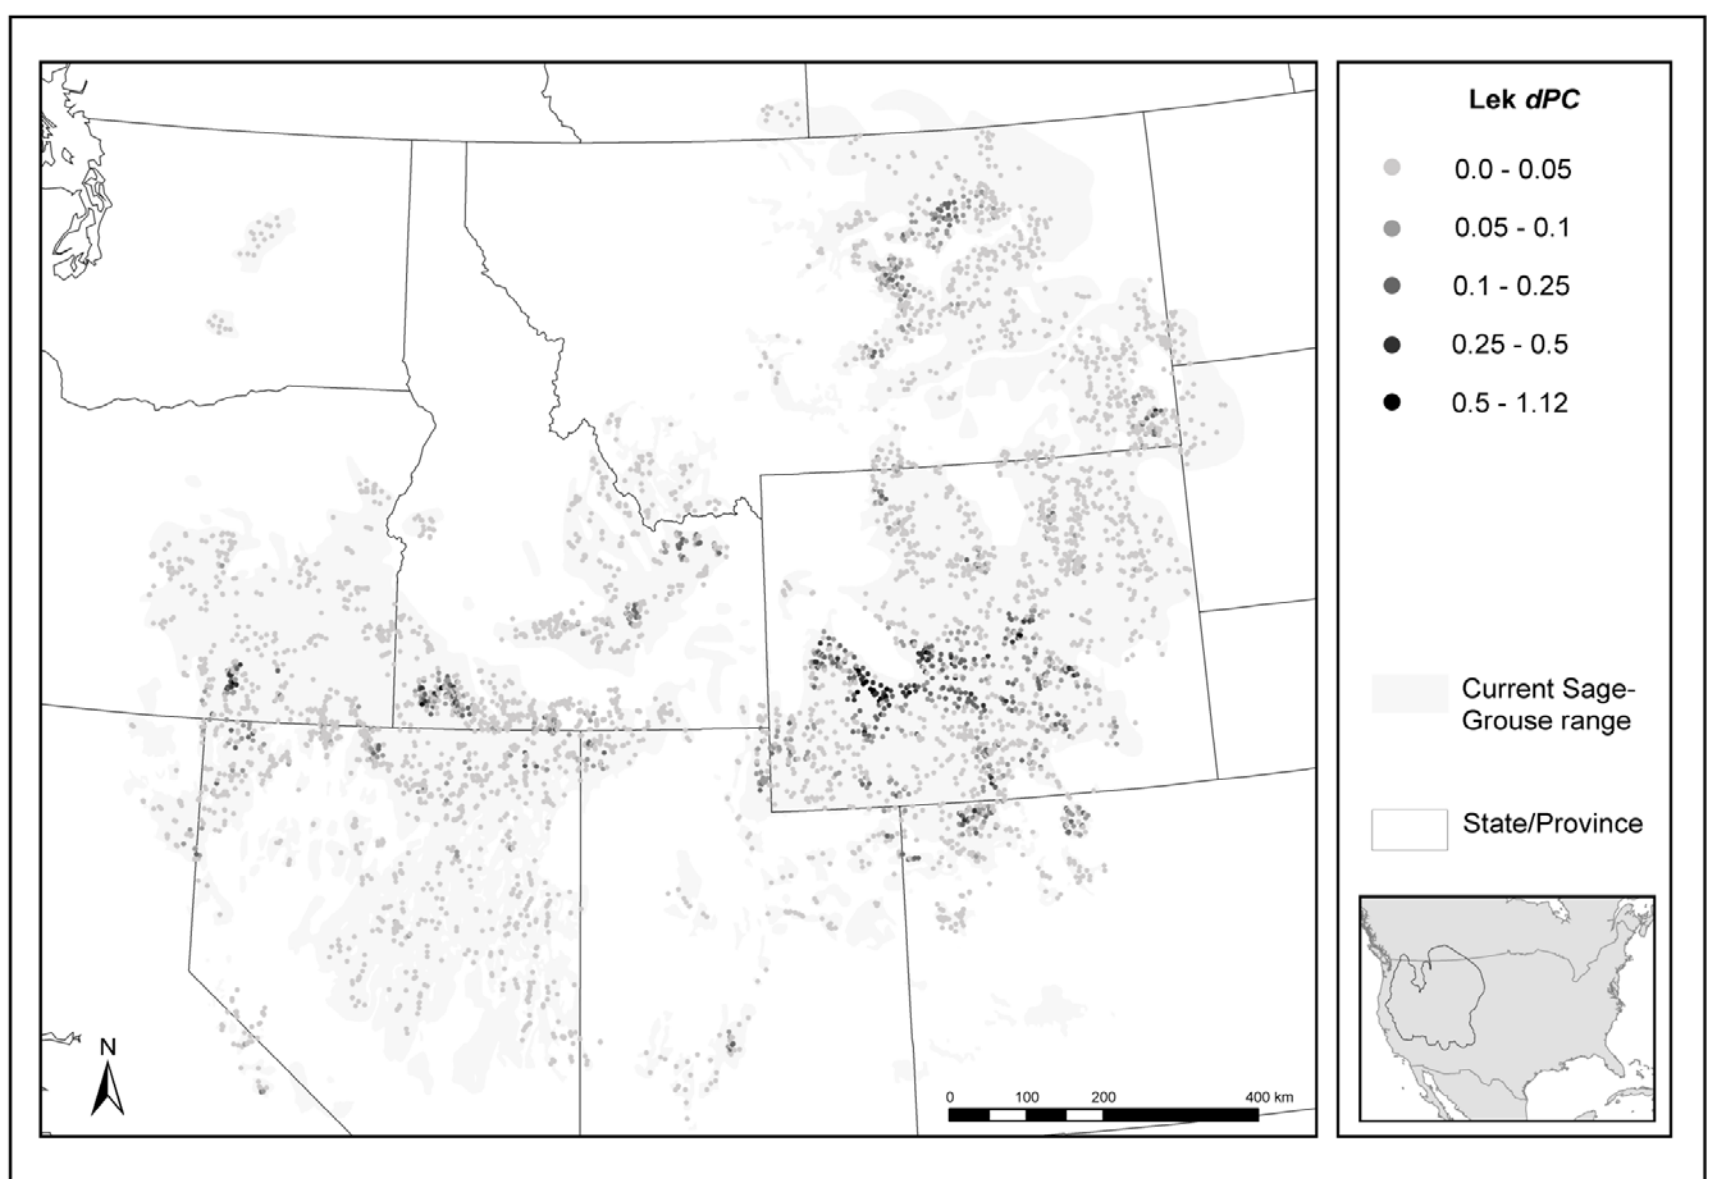 Lek dPC
0.0 - 0.05
0.05 - 0.1
0.1 - 0.25
0.25 - 0.5
0.5 - 1.12
Current Sage-
Grouse range
State/Province
N
0 100 200 400 km